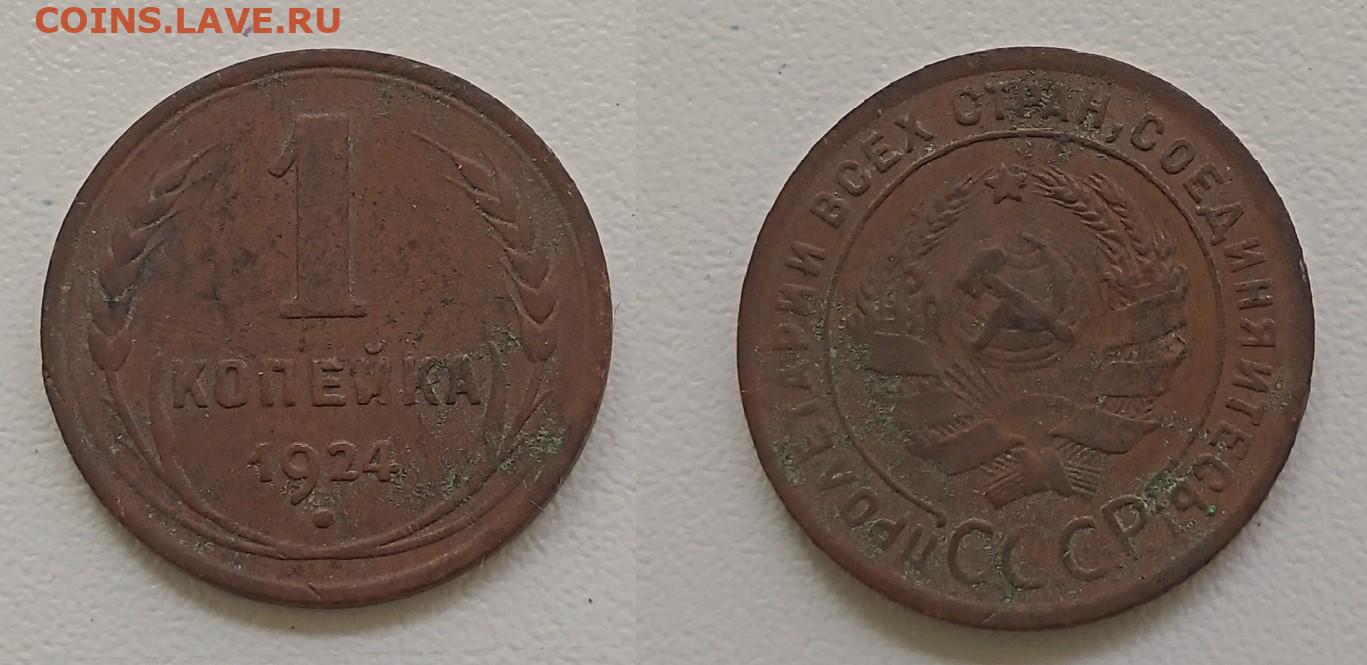 COINS.LAVE.RU
1
КОПЕЙКА
1924
ПРОЛЕТАРИИ ВСЕХ СТРАН, СОЕДИНЯЙТЕСЬ!
СССР